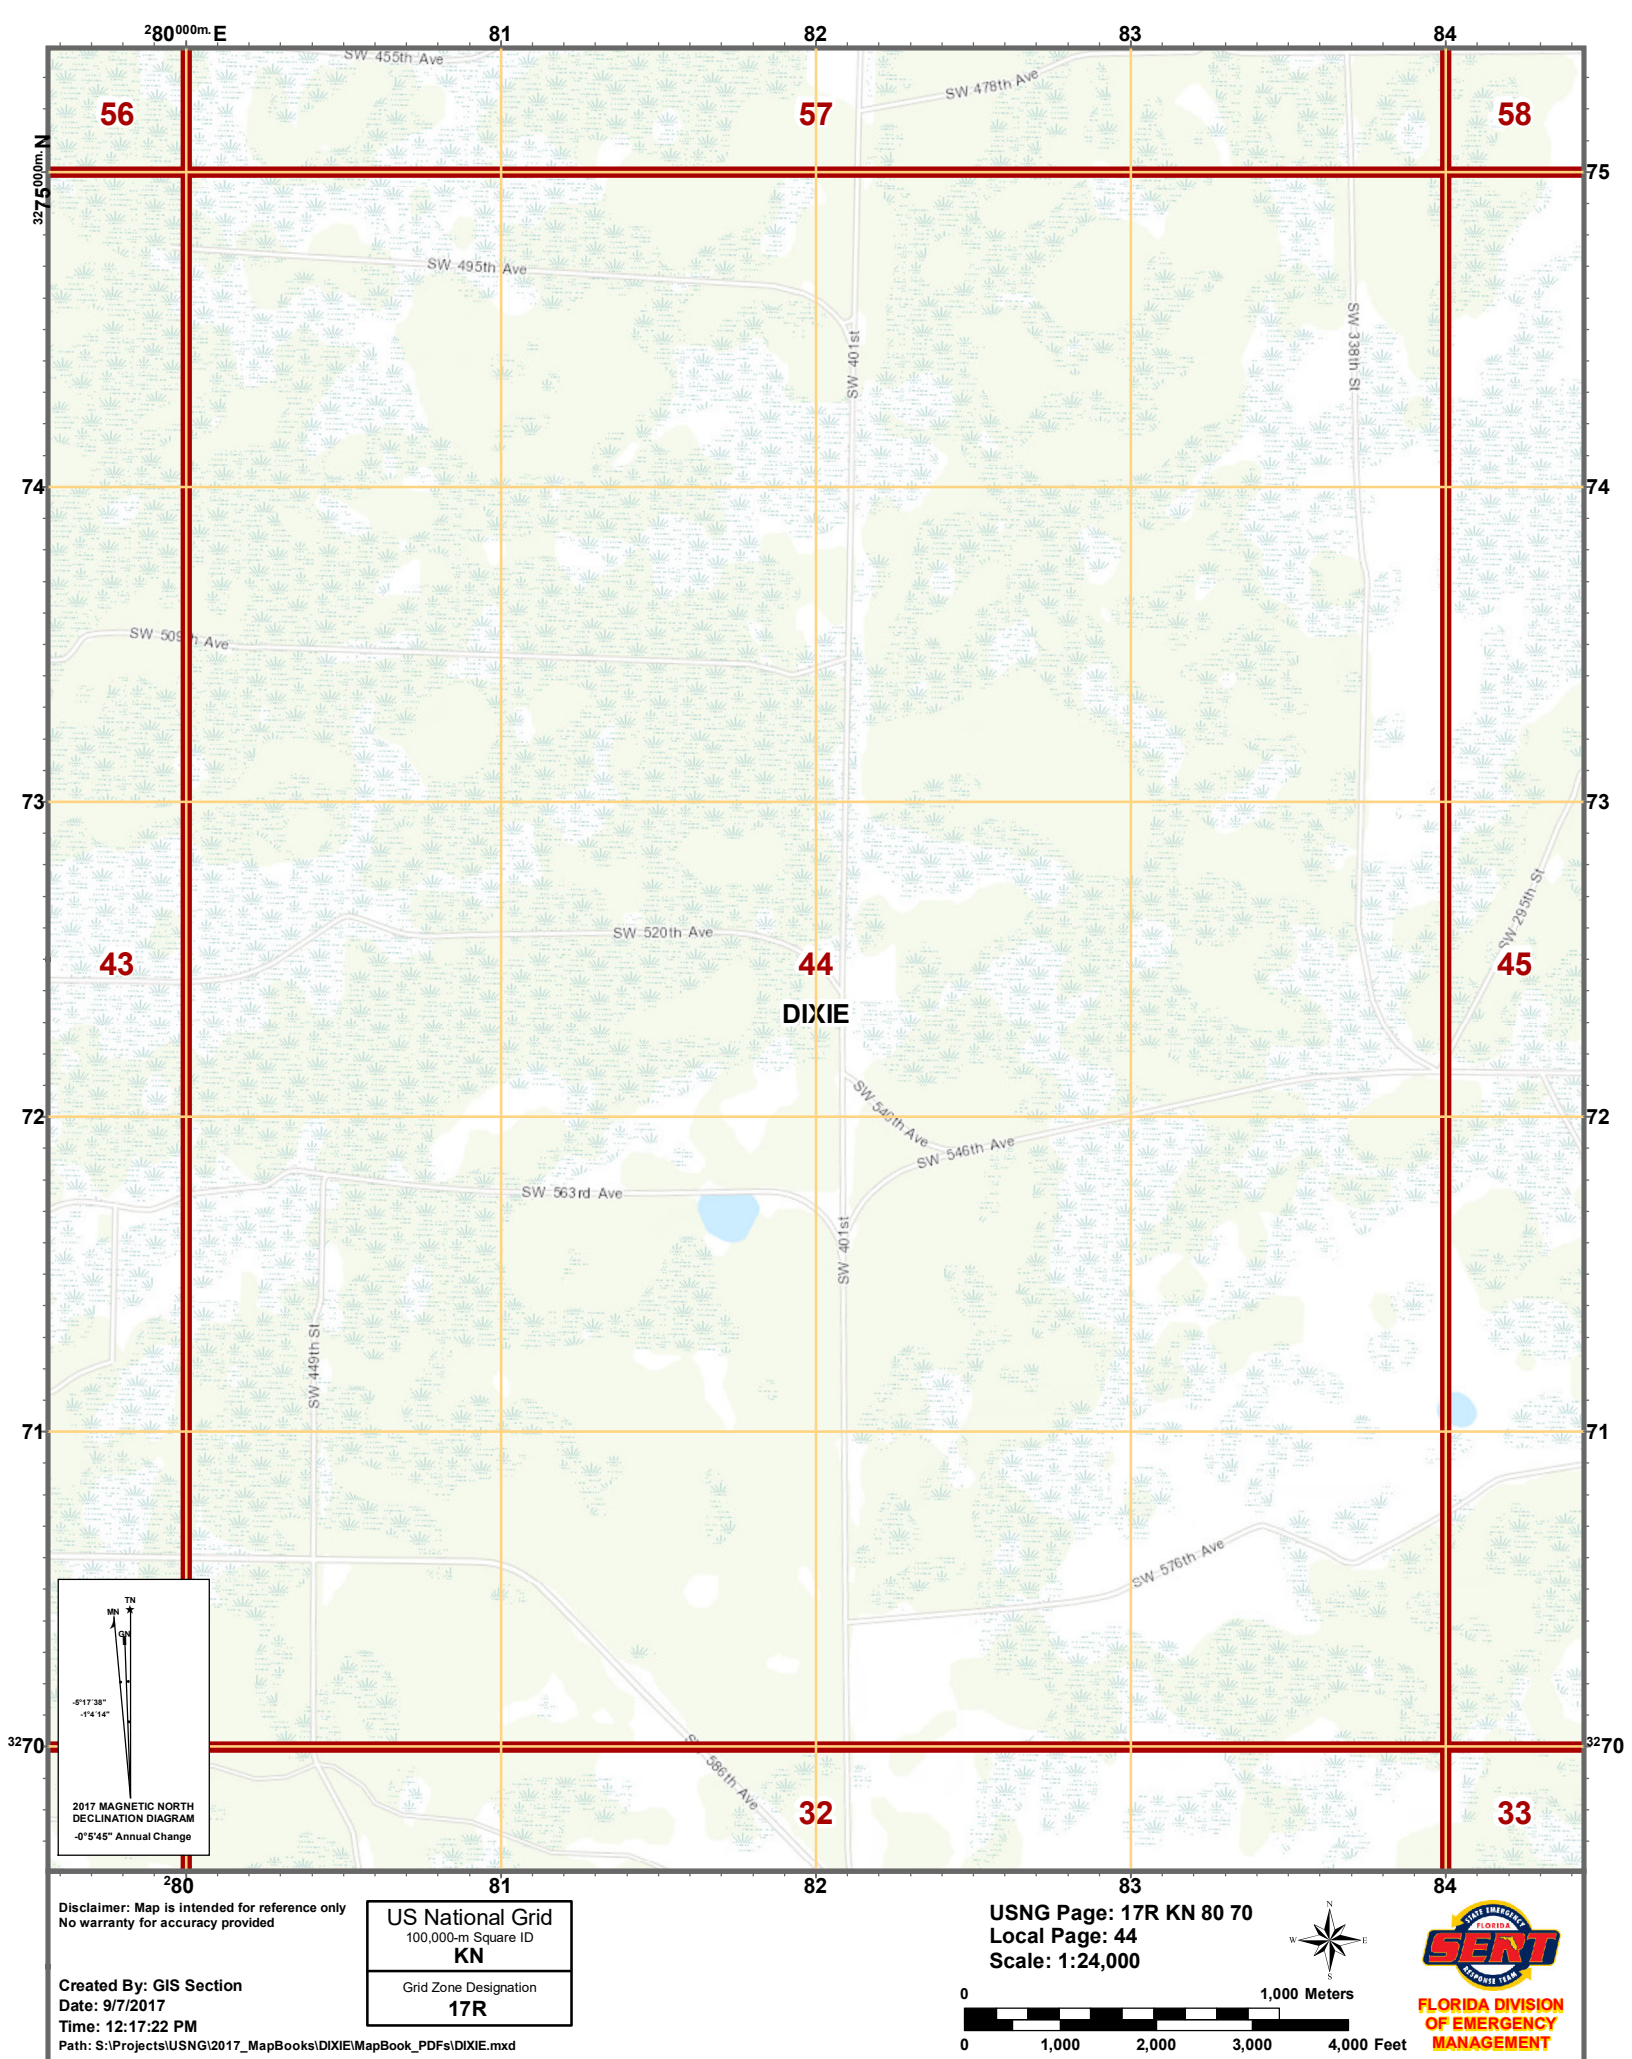 280000m.E 81 82 83 84
SW 455th Ave
SW 478th Ave
56 57 58
3275000m.N
75
SW 495th Ave
SW 401st
SW 338th St
74 74
SW 509th Ave
73 73
SW 295th St
SW 520th Ave
43 44 45
DIXIE
SW 546th Ave
72 72
SW 546th Ave
SW 563rd Ave
SW 401st
SW 449th St
71 71
SW 576th Ave
TN
MN
GN
-5°17'38"
-1°4'14"
2017 MAGNETIC NORTH
DECLINATION DIAGRAM
-0°5'45" Annual Change
3270 3270
586th Ave
32 33
280 81 82 83 84
Disclaimer: Map is intended for reference only
No warranty for accuracy provided
Created By: GIS Section
Date: 9/7/2017
Time: 12:17:22 PM
Path: S:\Projects\USNG\2017_MapBooks\DIXIE\MapBook_PDFs\DIXIE.mxd
US National Grid
100,000-m Square ID
KN
Grid Zone Designation
17R
USNG Page: 17R KN 80 70
Local Page: 44
Scale: 1:24,000
N
W E
S
0 1,000 Meters
0 1,000 2,000 3,000 4,000 Feet
STATE EMERGENCY
FLORIDA
SERT
RESPONSE TEAM
FLORIDA DIVISION
OF EMERGENCY
MANAGEMENT